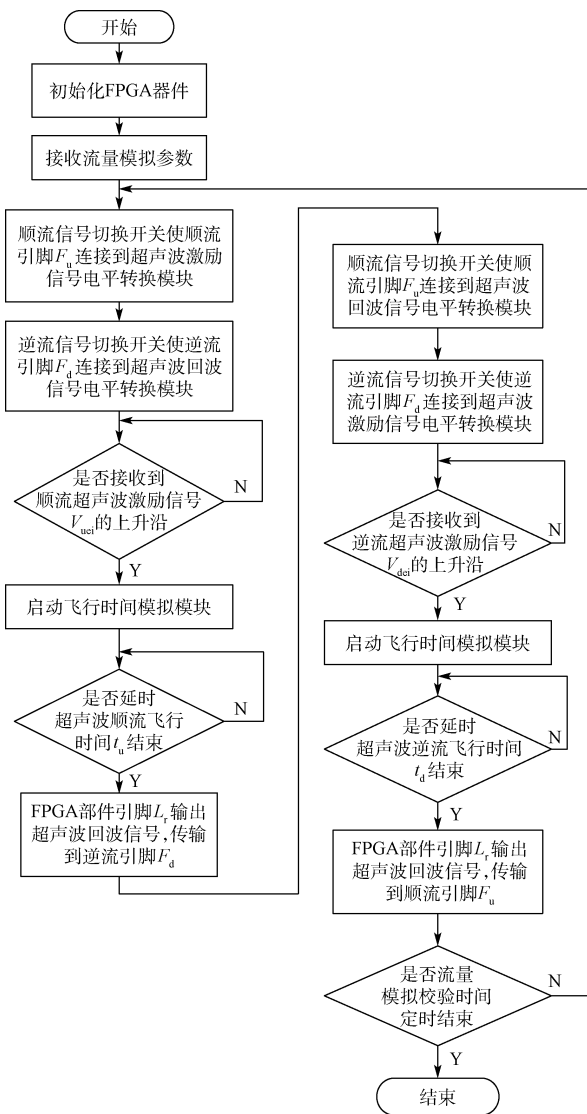 开始
初始化FPGA器件
接收流量模拟参数
顺流信号切换开关使顺流
引脚Fu连接到超声波激励
信号电平转换模块
逆流信号切换开关使逆流
引脚Fd连接到超声波回波
信号电平转换模块
是否接收到
顺流超声波激励信号
Vuei的上升沿
N
Y
启动飞行时间模拟模块
是否延时
超声波顺流飞行
时间tu结束
N
Y
FPGA部件引脚Lr输出
超声波回波信号,传输
到逆流引脚Fd
顺流信号切换开关使顺
流引脚Fu连接到超声波
回波信号电平转换模块
逆流信号切换开关使逆
流引脚Fd连接到超声波
激励信号电平转换模块
是否接收到
逆流超声波激励信号
Vdei的上升沿
N
Y
启动飞行时间模拟模块
是否延时
超声波逆流飞行时间
td结束
N
Y
FPGA部件引脚Lr输出
超声波回波信号,传输
到顺流引脚Fu
是否流量
模拟校验时间
定时结束
N
Y
结束